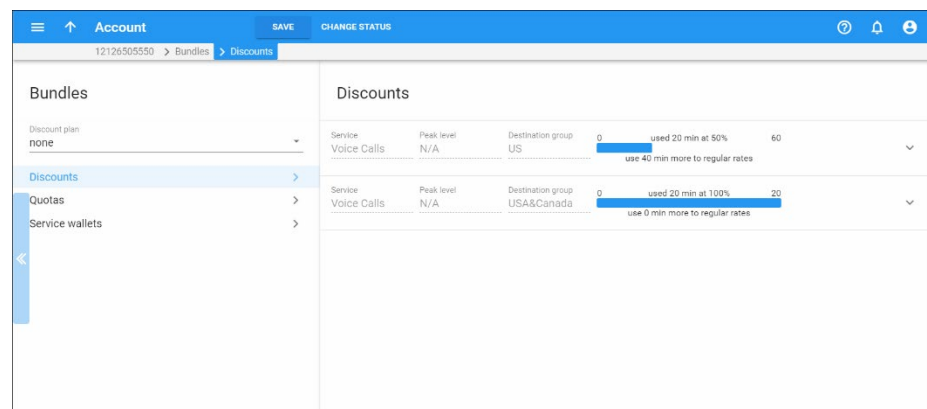 Account SAVE CHANGE STATUS
12126505550 > Bundles > Discounts
Bundles
Discount plan
none
Discounts
Quotas
Service wallets
Discounts
Service Peak level Destination group 0 used 20 min at 50% 60
Voice Calls N/A US
use 40 min more to regular rates
Service Peak level Destination group 0 used 20 min at 100% 20
Voice Calls N/A USA&Canada
use 0 min more to regular rates